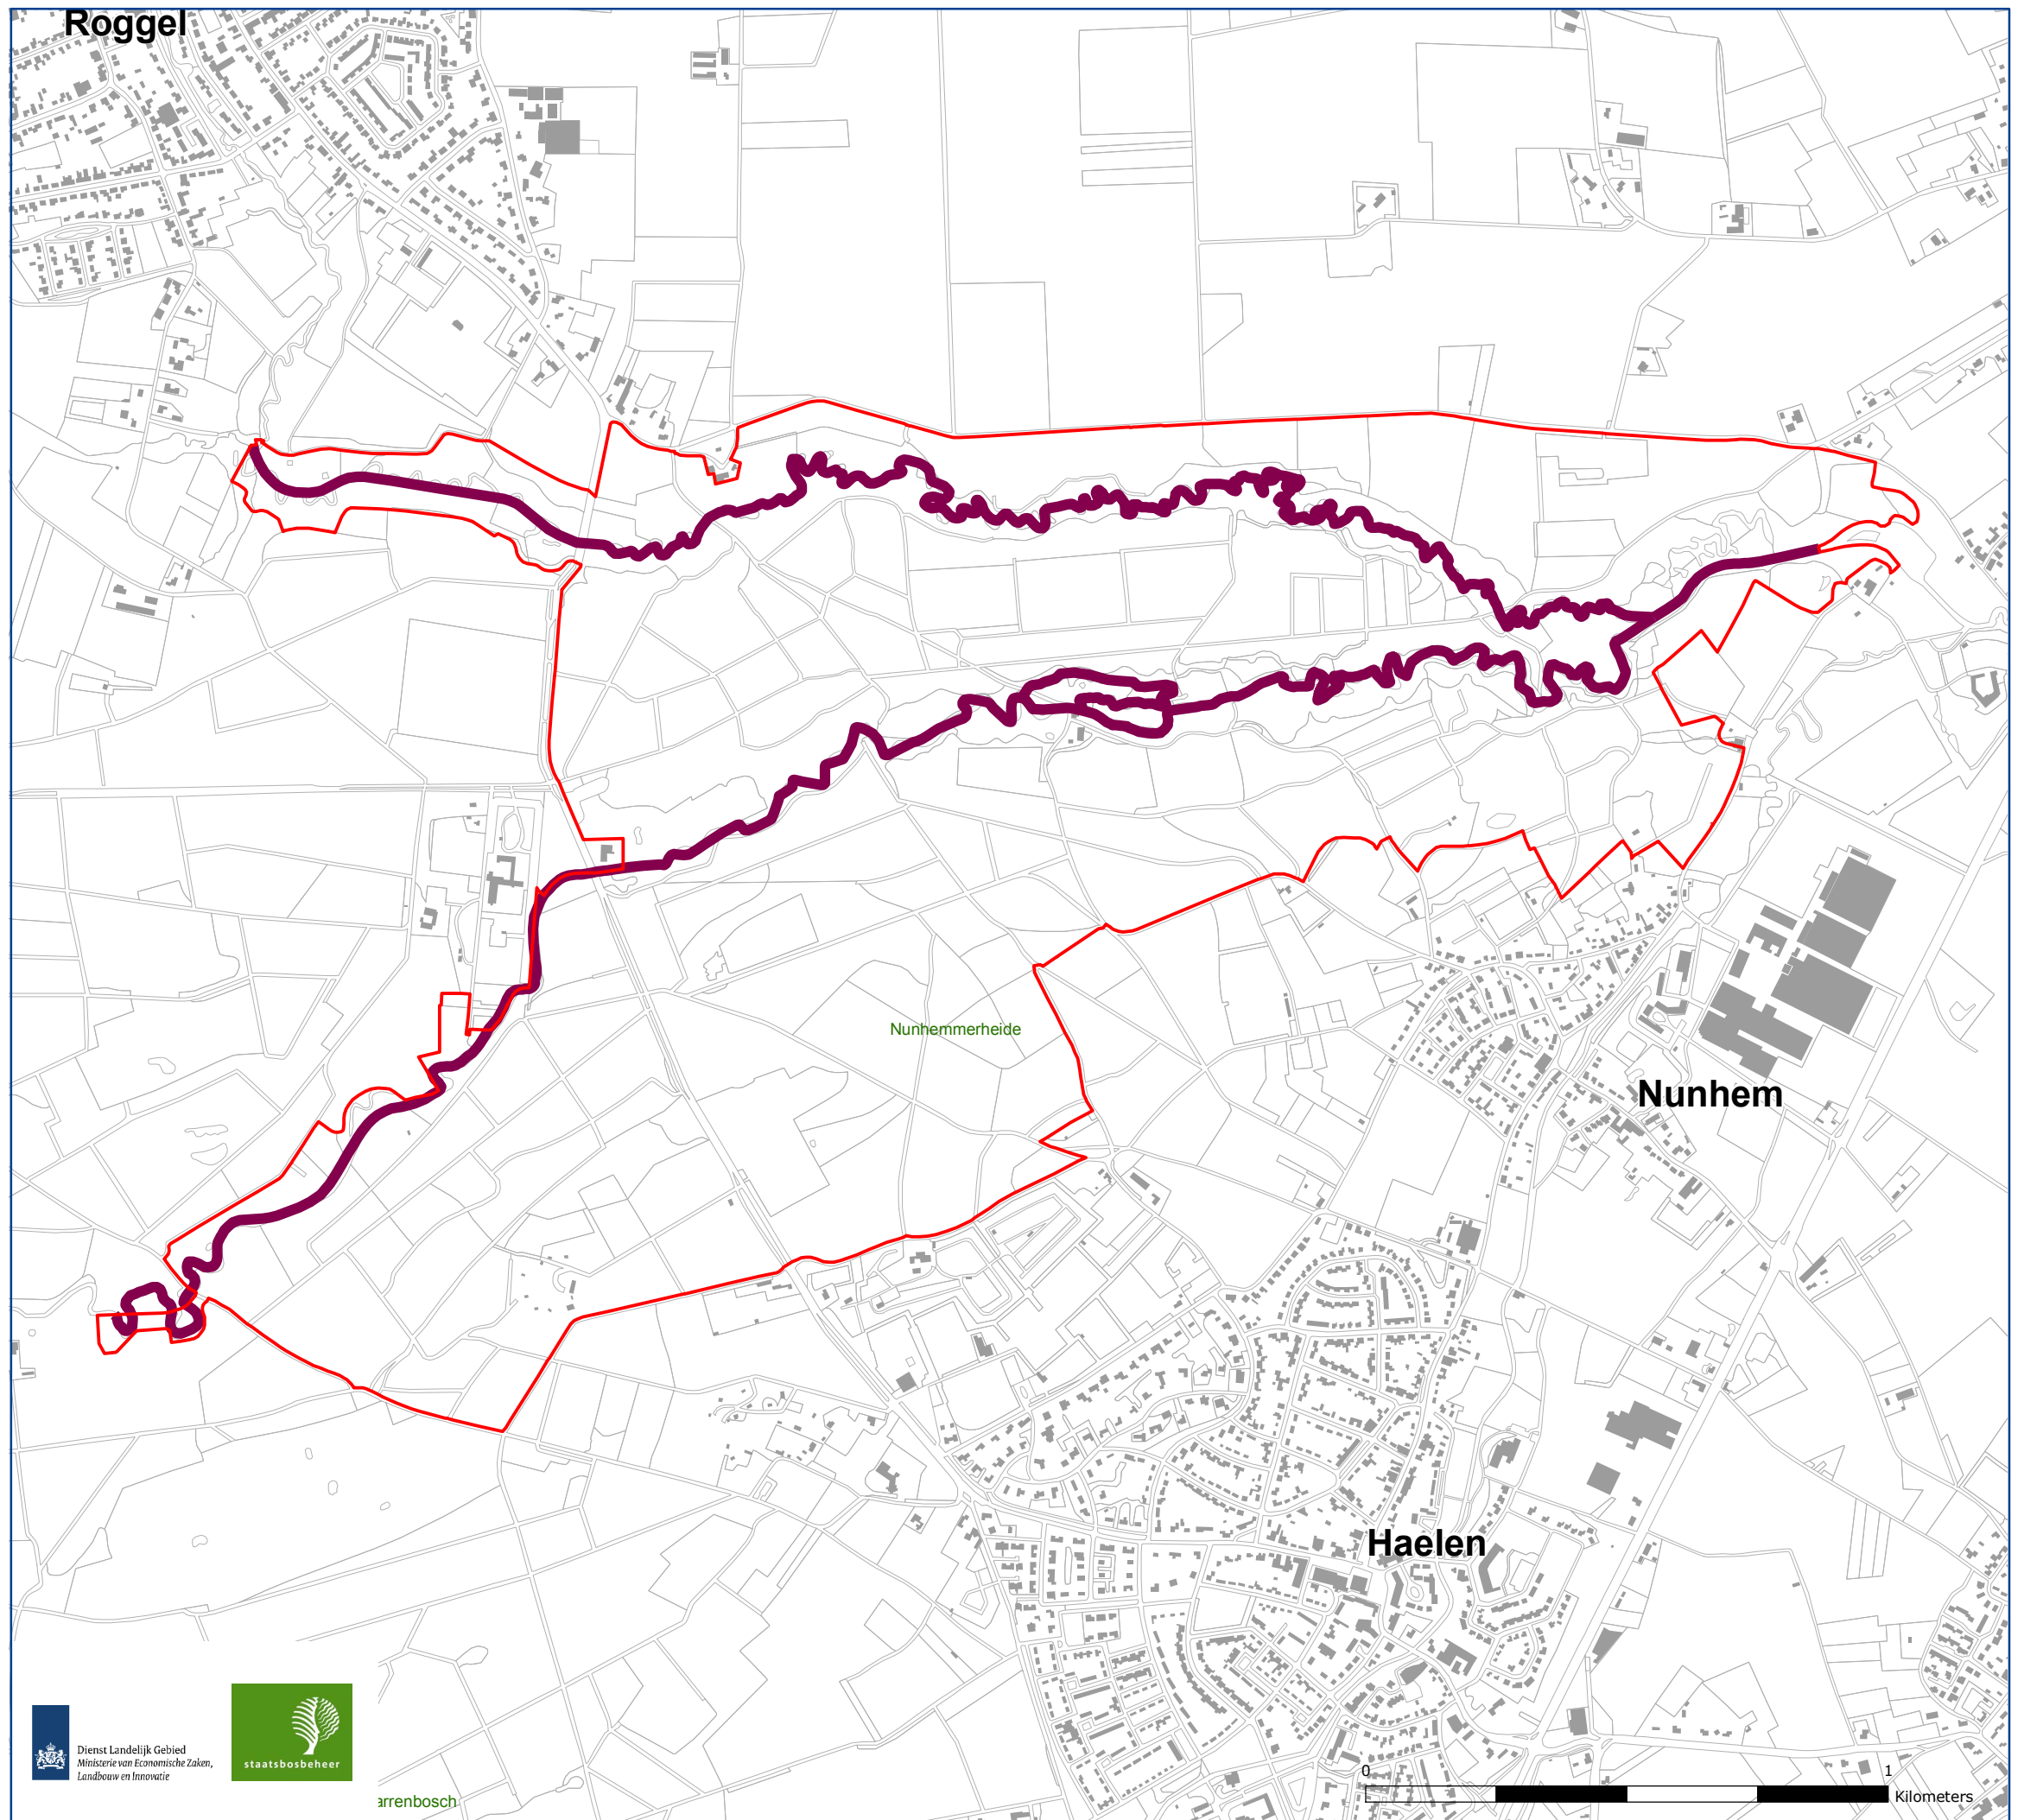 Roggel
Nunhemmerheide
Nunhem
Haelen
Dienst Landelijk Gebied
Ministerie van Economische Zaken,
Landbouw en Innovatie
staatsbosbeheer
arrenbosch
0 1
Kilometers